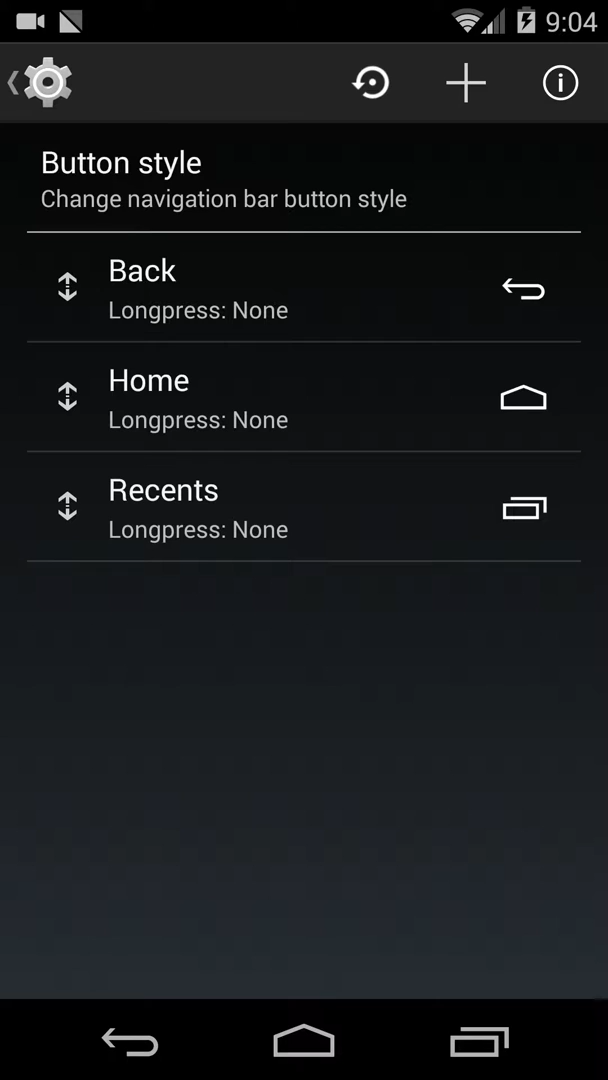 9:04
Button style
Change navigation bar button style
Back
Longpress: None
Home
Longpress: None
Recents
Longpress: None